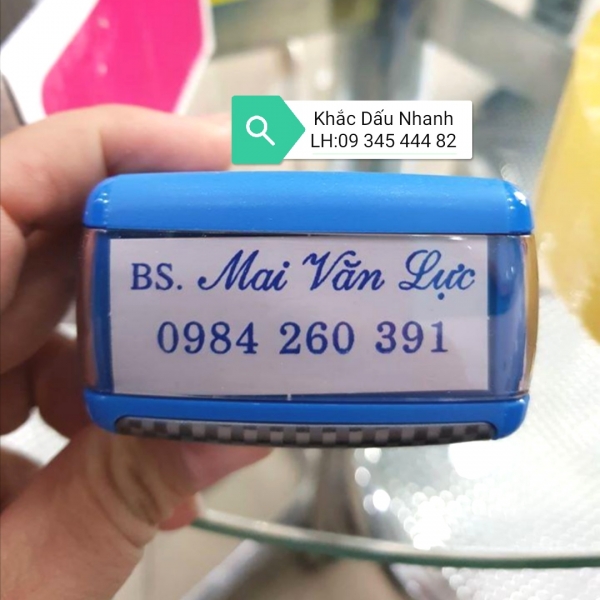 Khắc Dấu Nhanh
LH:09 345 444 82
BS. Mai Văn Lực
0984 260 391